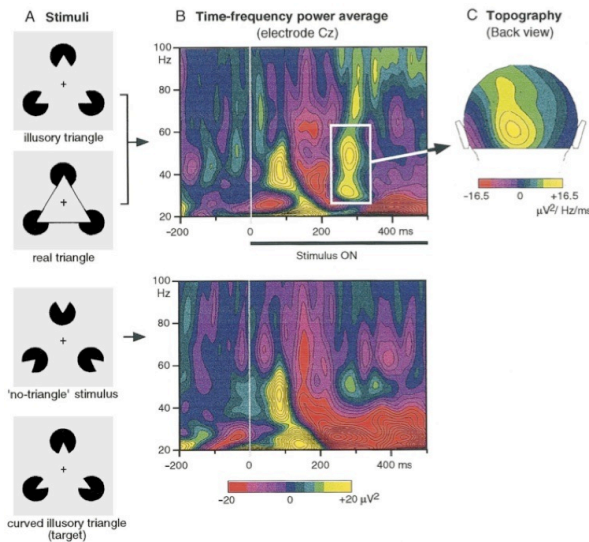 A Stimuli
B Time-frequency power average
(electrode Cz)
C Topography
(Back view)
illusory triangle
real triangle
'no-triangle' stimulus
curved illusory triangle
(target)
100
Hz
80
60
40
20
-200
0
200
400 ms
Stimulus ON
-16.5
0
+16.5
µV²/ Hz/ms
100
Hz
80
60
40
20
-200
0
200
400 ms
-20
0
+20 µV²